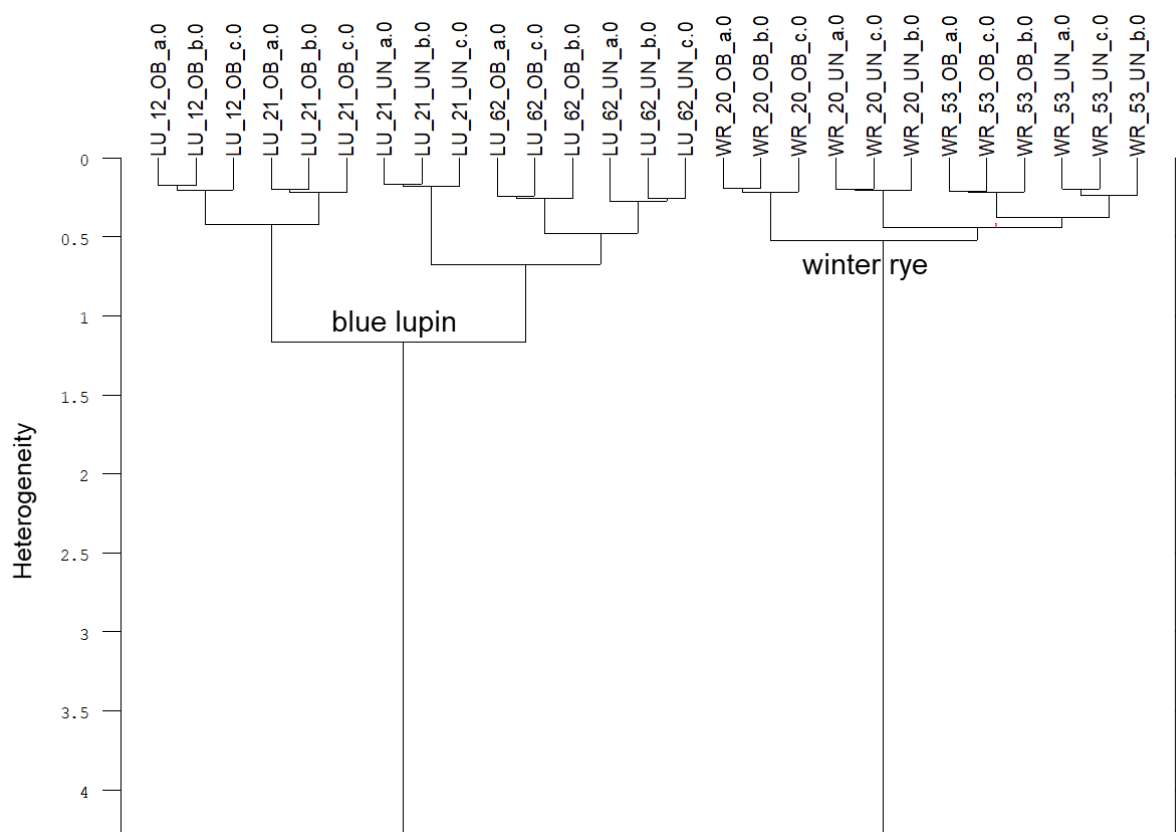 LU_12_OB_a.0
LU_12_OB_b.0
LU_12_OB_c.0
LU_21_OB_a.0
LU_21_OB_b.0
LU_21_OB_c.0
LU_21_UN_a.0
LU_21_UN_b.0
LU_21_UN_c.0
LU_62_OB_a.0
LU_62_OB_c.0
LU_62_OB_b.0
LU_62_UN_a.0
LU_62_UN_b.0
LU_62_UN_c.0
WR_20_OB_a.0
WR_20_OB_b.0
WR_20_OB_c.0
WR_20_UN_a.0
WR_20_UN_c.0
WR_20_UN_b.0
WR_53_OB_a.0
WR_53_OB_c.0
WR_53_OB_b.0
WR_53_UN_a.0
WR_53_UN_c.0
WR_53_UN_b.0
0
0.5
winter rye
1
blue lupin
1.5
2
2.5
3
3.5
4
Heterogeneity